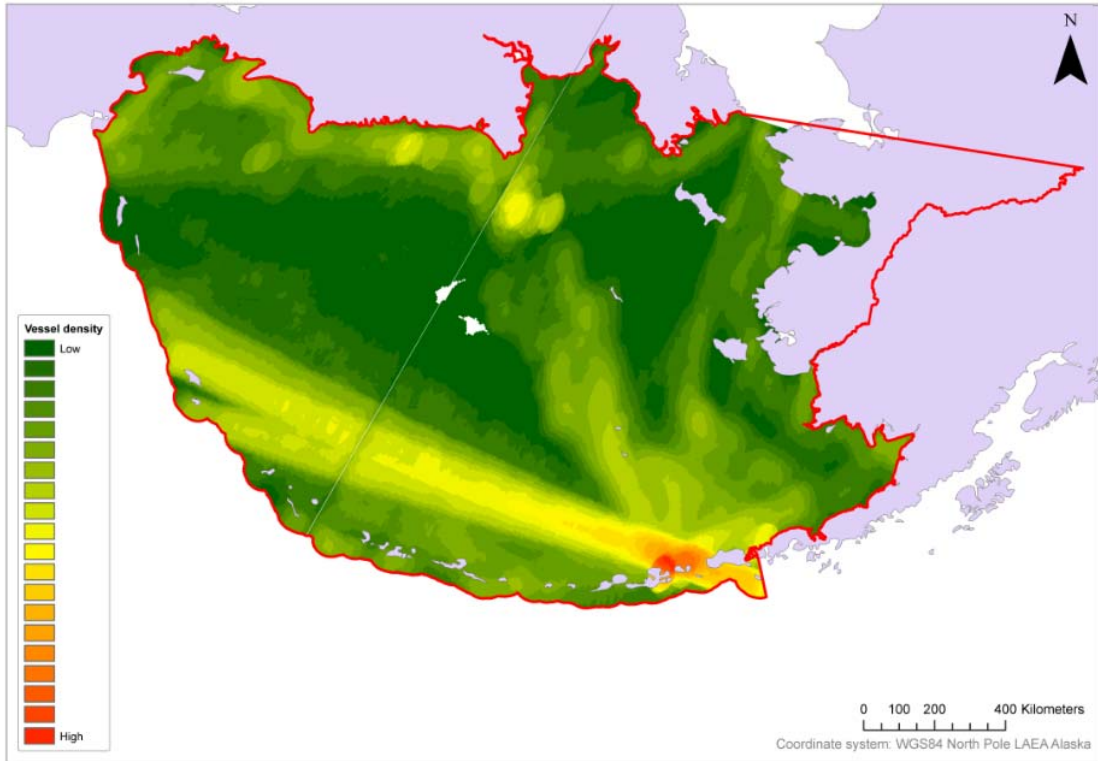 N
Vessel density
Low
High
0 100 200 400 Kilometers
Coordinate system: WGS84 North Pole LAEA Alaska